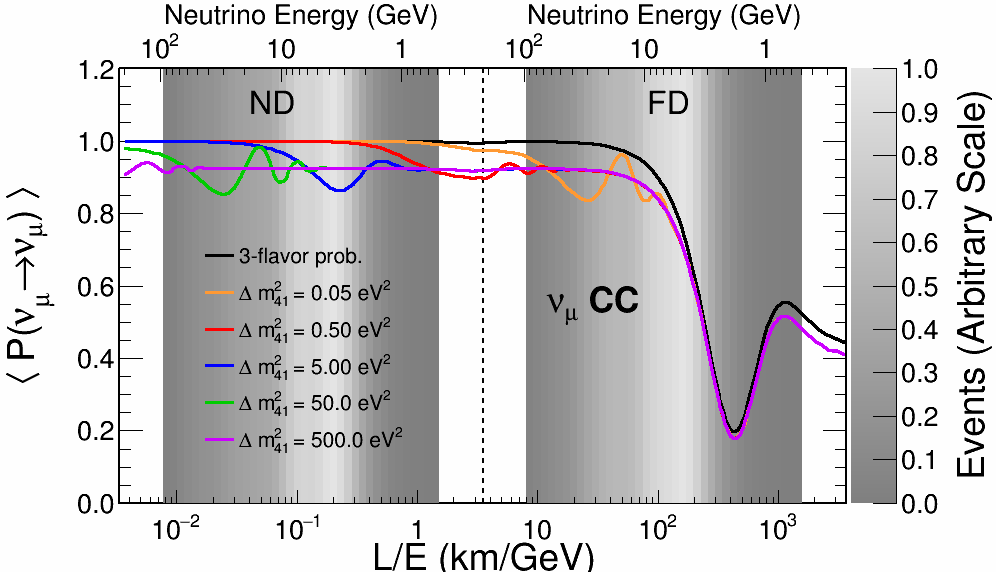 Neutrino Energy (GeV) Neutrino Energy (GeV)
10² 10 1 10² 10 1
1.2 1.0
ND FD
0.9
1.0
0.8
0.8 0.7
0.6
3-flavor prob.
0.6 Δ m²₄₁ = 0.05 eV² νμ CC 0.5
Δ m²₄₁ = 0.50 eV²
0.4 Δ m²₄₁ = 5.00 eV² 0.4
0.3
Δ m²₄₁ = 50.0 eV²
0.2 Δ m²₄₁ = 500.0 eV² 0.2
0.1
0.0 0.0
10⁻² 10⁻¹ 1 10 10² 10³
L/E (km/GeV)
⟨ P(νμ→νμ) ⟩
Events (Arbitrary Scale)